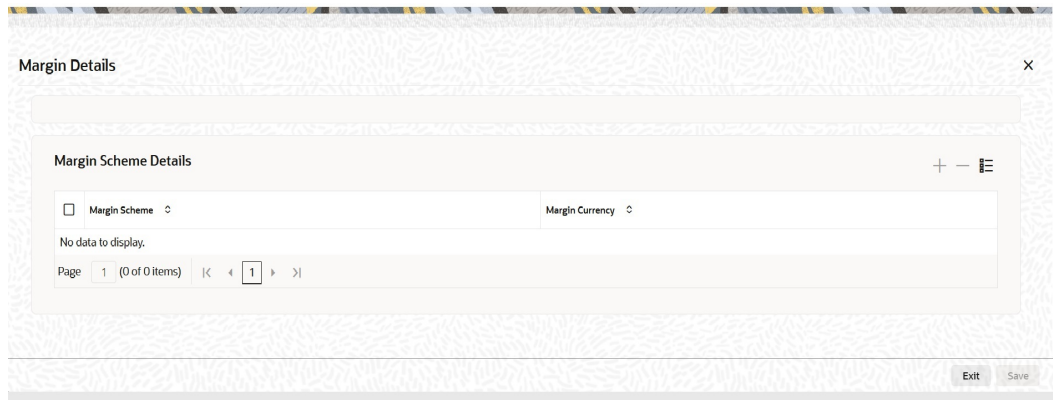 Margin Details
Margin Scheme Details
Margin Scheme Margin Currency
No data to display.
Page 1 (0 of 0 items) 1
Exit Save